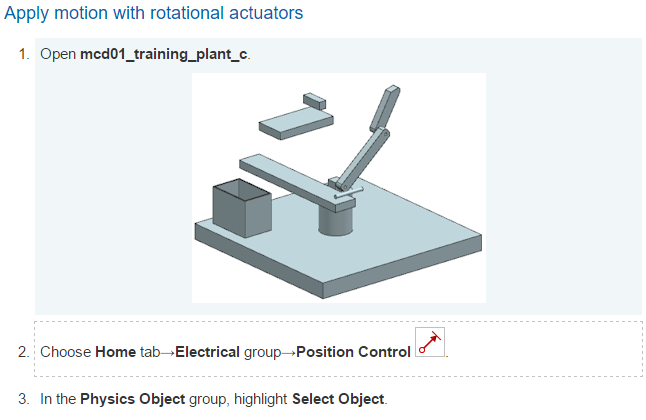 Apply motion with rotational actuators
1. Open mcd01_training_plant_c.
2. Choose Home tab→Electrical group→Position Control .
3. In the Physics Object group, highlight Select Object.